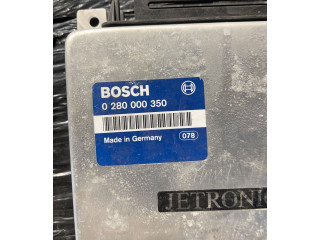 BOSCH
0 280 000 350
Made in Germany
078
JETRONIC